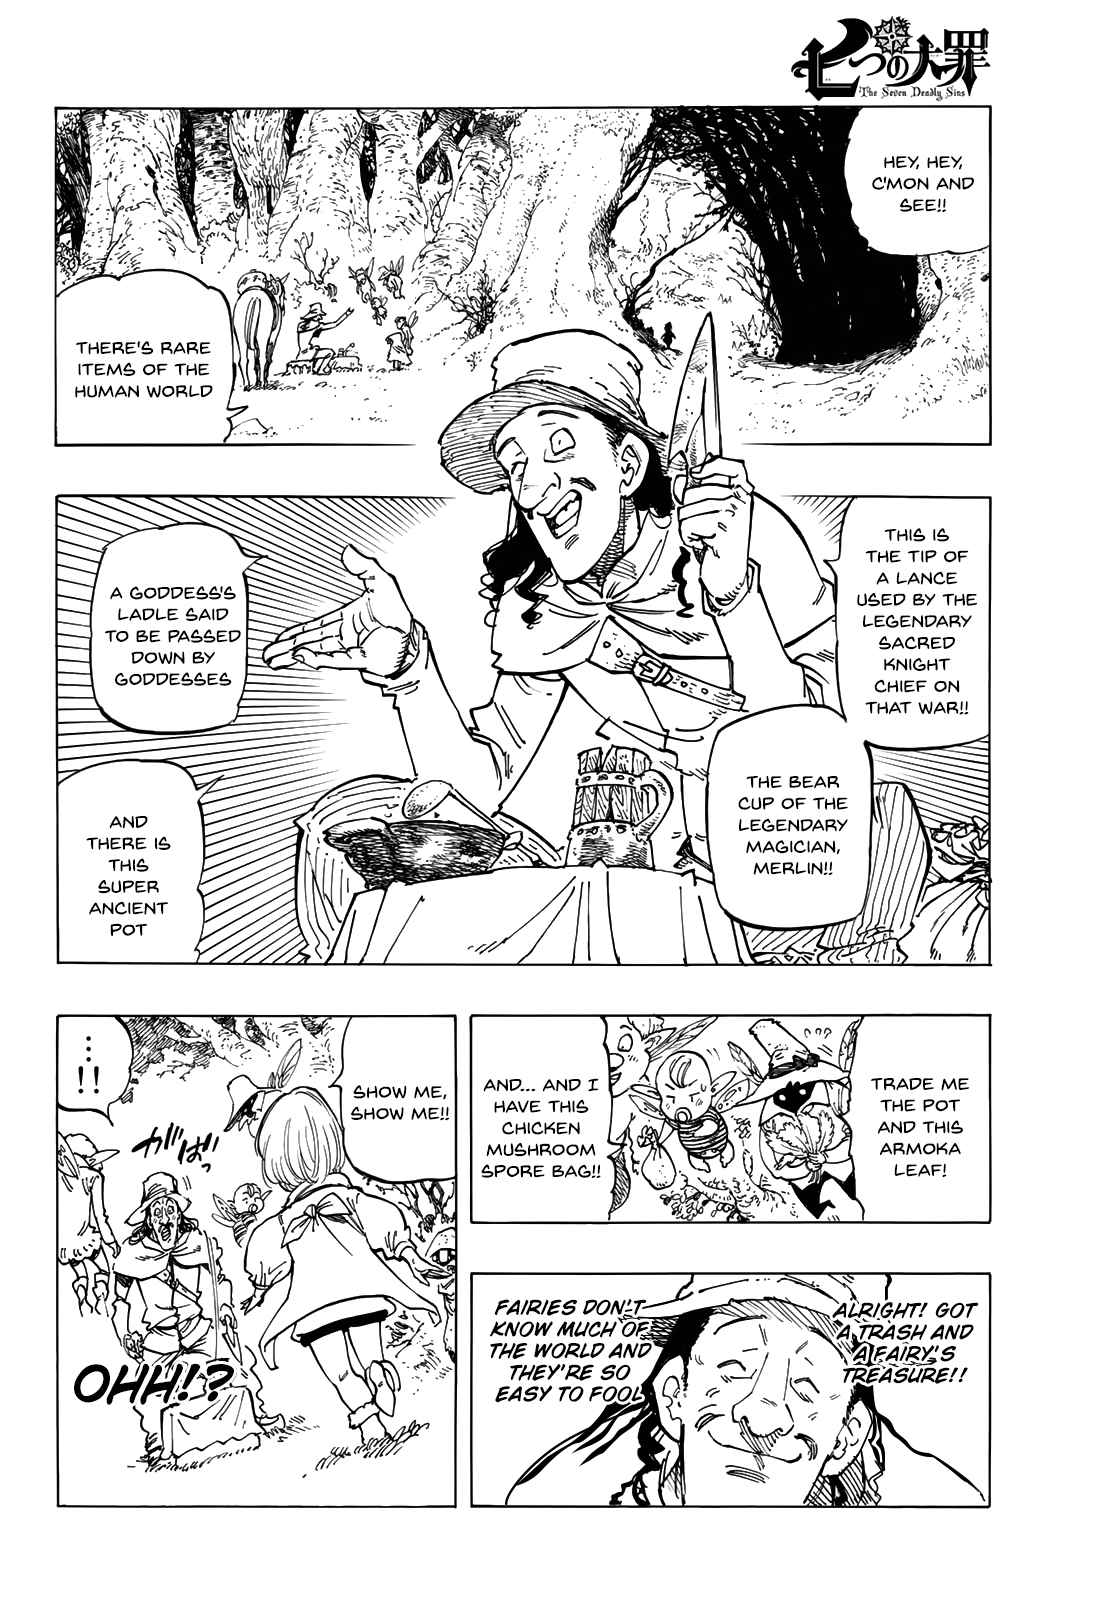 七つの大罪
The Seven Deadly Sins
HEY, HEY,
C'MON AND
SEE!!
THERE'S RARE
ITEMS OF THE
HUMAN WORLD
THIS IS
THE TIP OF
A LANCE
USED BY THE
LEGENDARY
SACRED
KNIGHT
CHIEF ON
THAT WAR!!
THE BEAR
CUP OF THE
LEGENDARY
MAGICIAN,
MERLIN!!
A GODDESS'S
LADLE SAID
TO BE PASSED
DOWN BY
GODDESSES
AND
THERE IS
THIS
SUPER
ANCIENT
POT
TRADE ME
THE POT
AND THIS
ARMOKA
LEAF!
AND... AND I
HAVE THIS
CHICKEN
MUSHROOM
SPORE BAG!!
ALRIGHT! GOT
A TRASH AND
A FAIRY'S
TREASURE!!
FAIRIES DON'T
KNOW MUCH OF
THE WORLD AND
THEY'RE SO
EASY TO FOOL
SHOW ME,
SHOW ME!!
...!!
がばっ
OHH!?